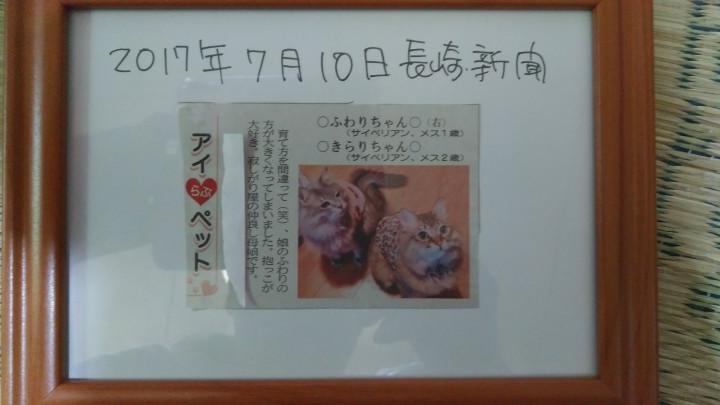 2017年7月10日 長崎新聞
○ふわりちゃん○（右）
（サイベリアン、メス１歳）
○きらりちゃん○
（サイベリアン、メス２歳）
育て方を間違って（笑）、娘のふわりの
方が大きくなってしまいました。抱っこが
大好き。寂しがり屋の仲良し母娘です。
アイらぶペット